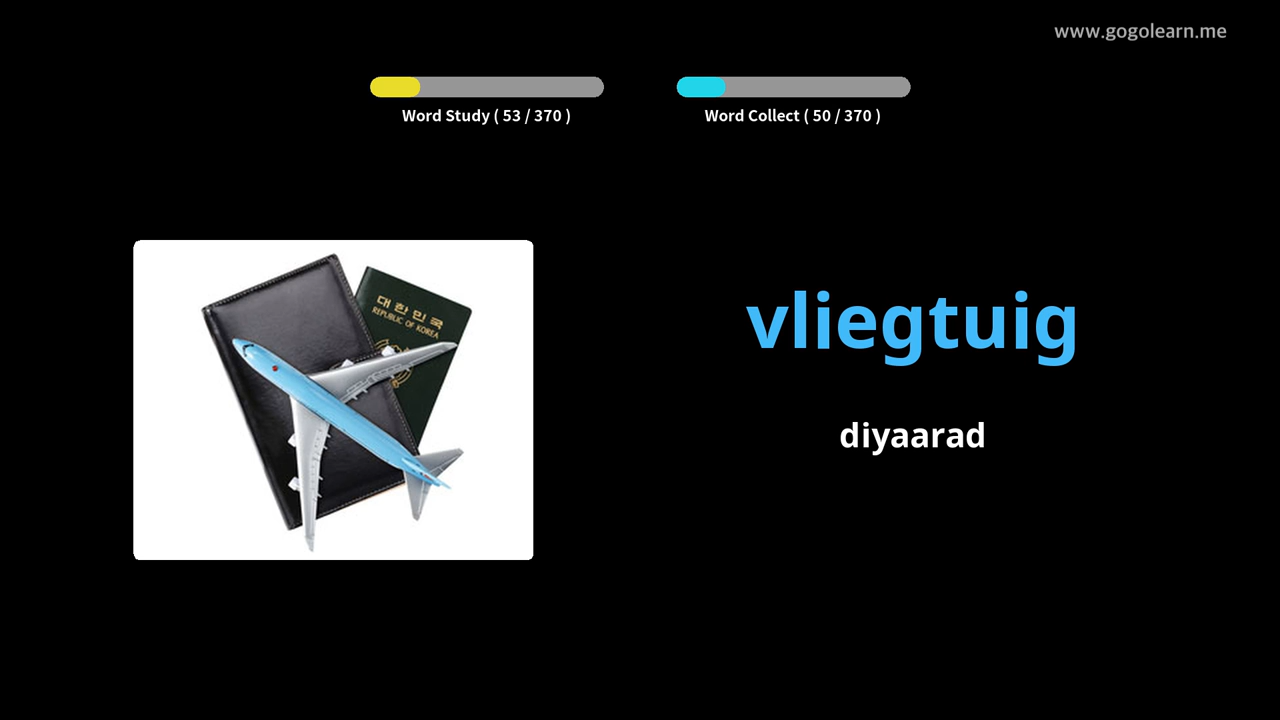 www.gogolearn.me
Word Study ( 53 / 370 )
Word Collect ( 50 / 370 )
대한민국
REPUBLIC OF KOREA
vliegtuig
diyaarad